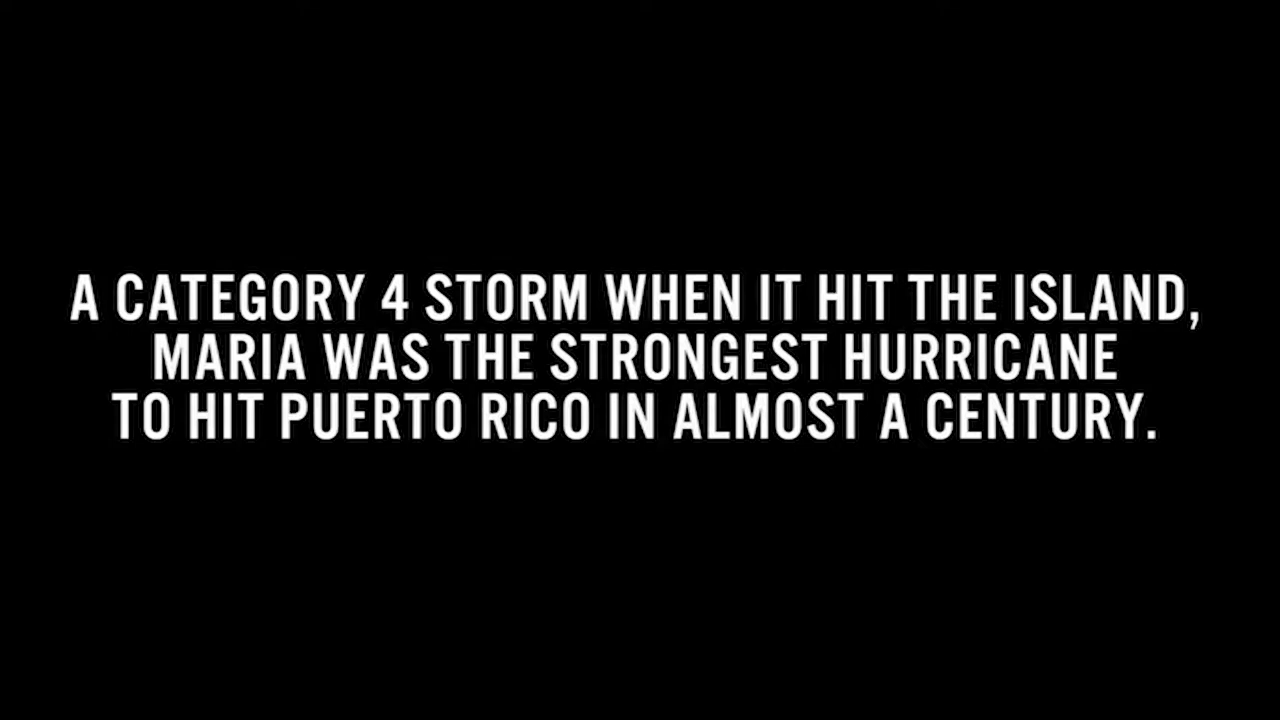 A CATEGORY 4 STORM WHEN IT HIT THE ISLAND,
MARIA WAS THE STRONGEST HURRICANE
TO HIT PUERTO RICO IN ALMOST A CENTURY.